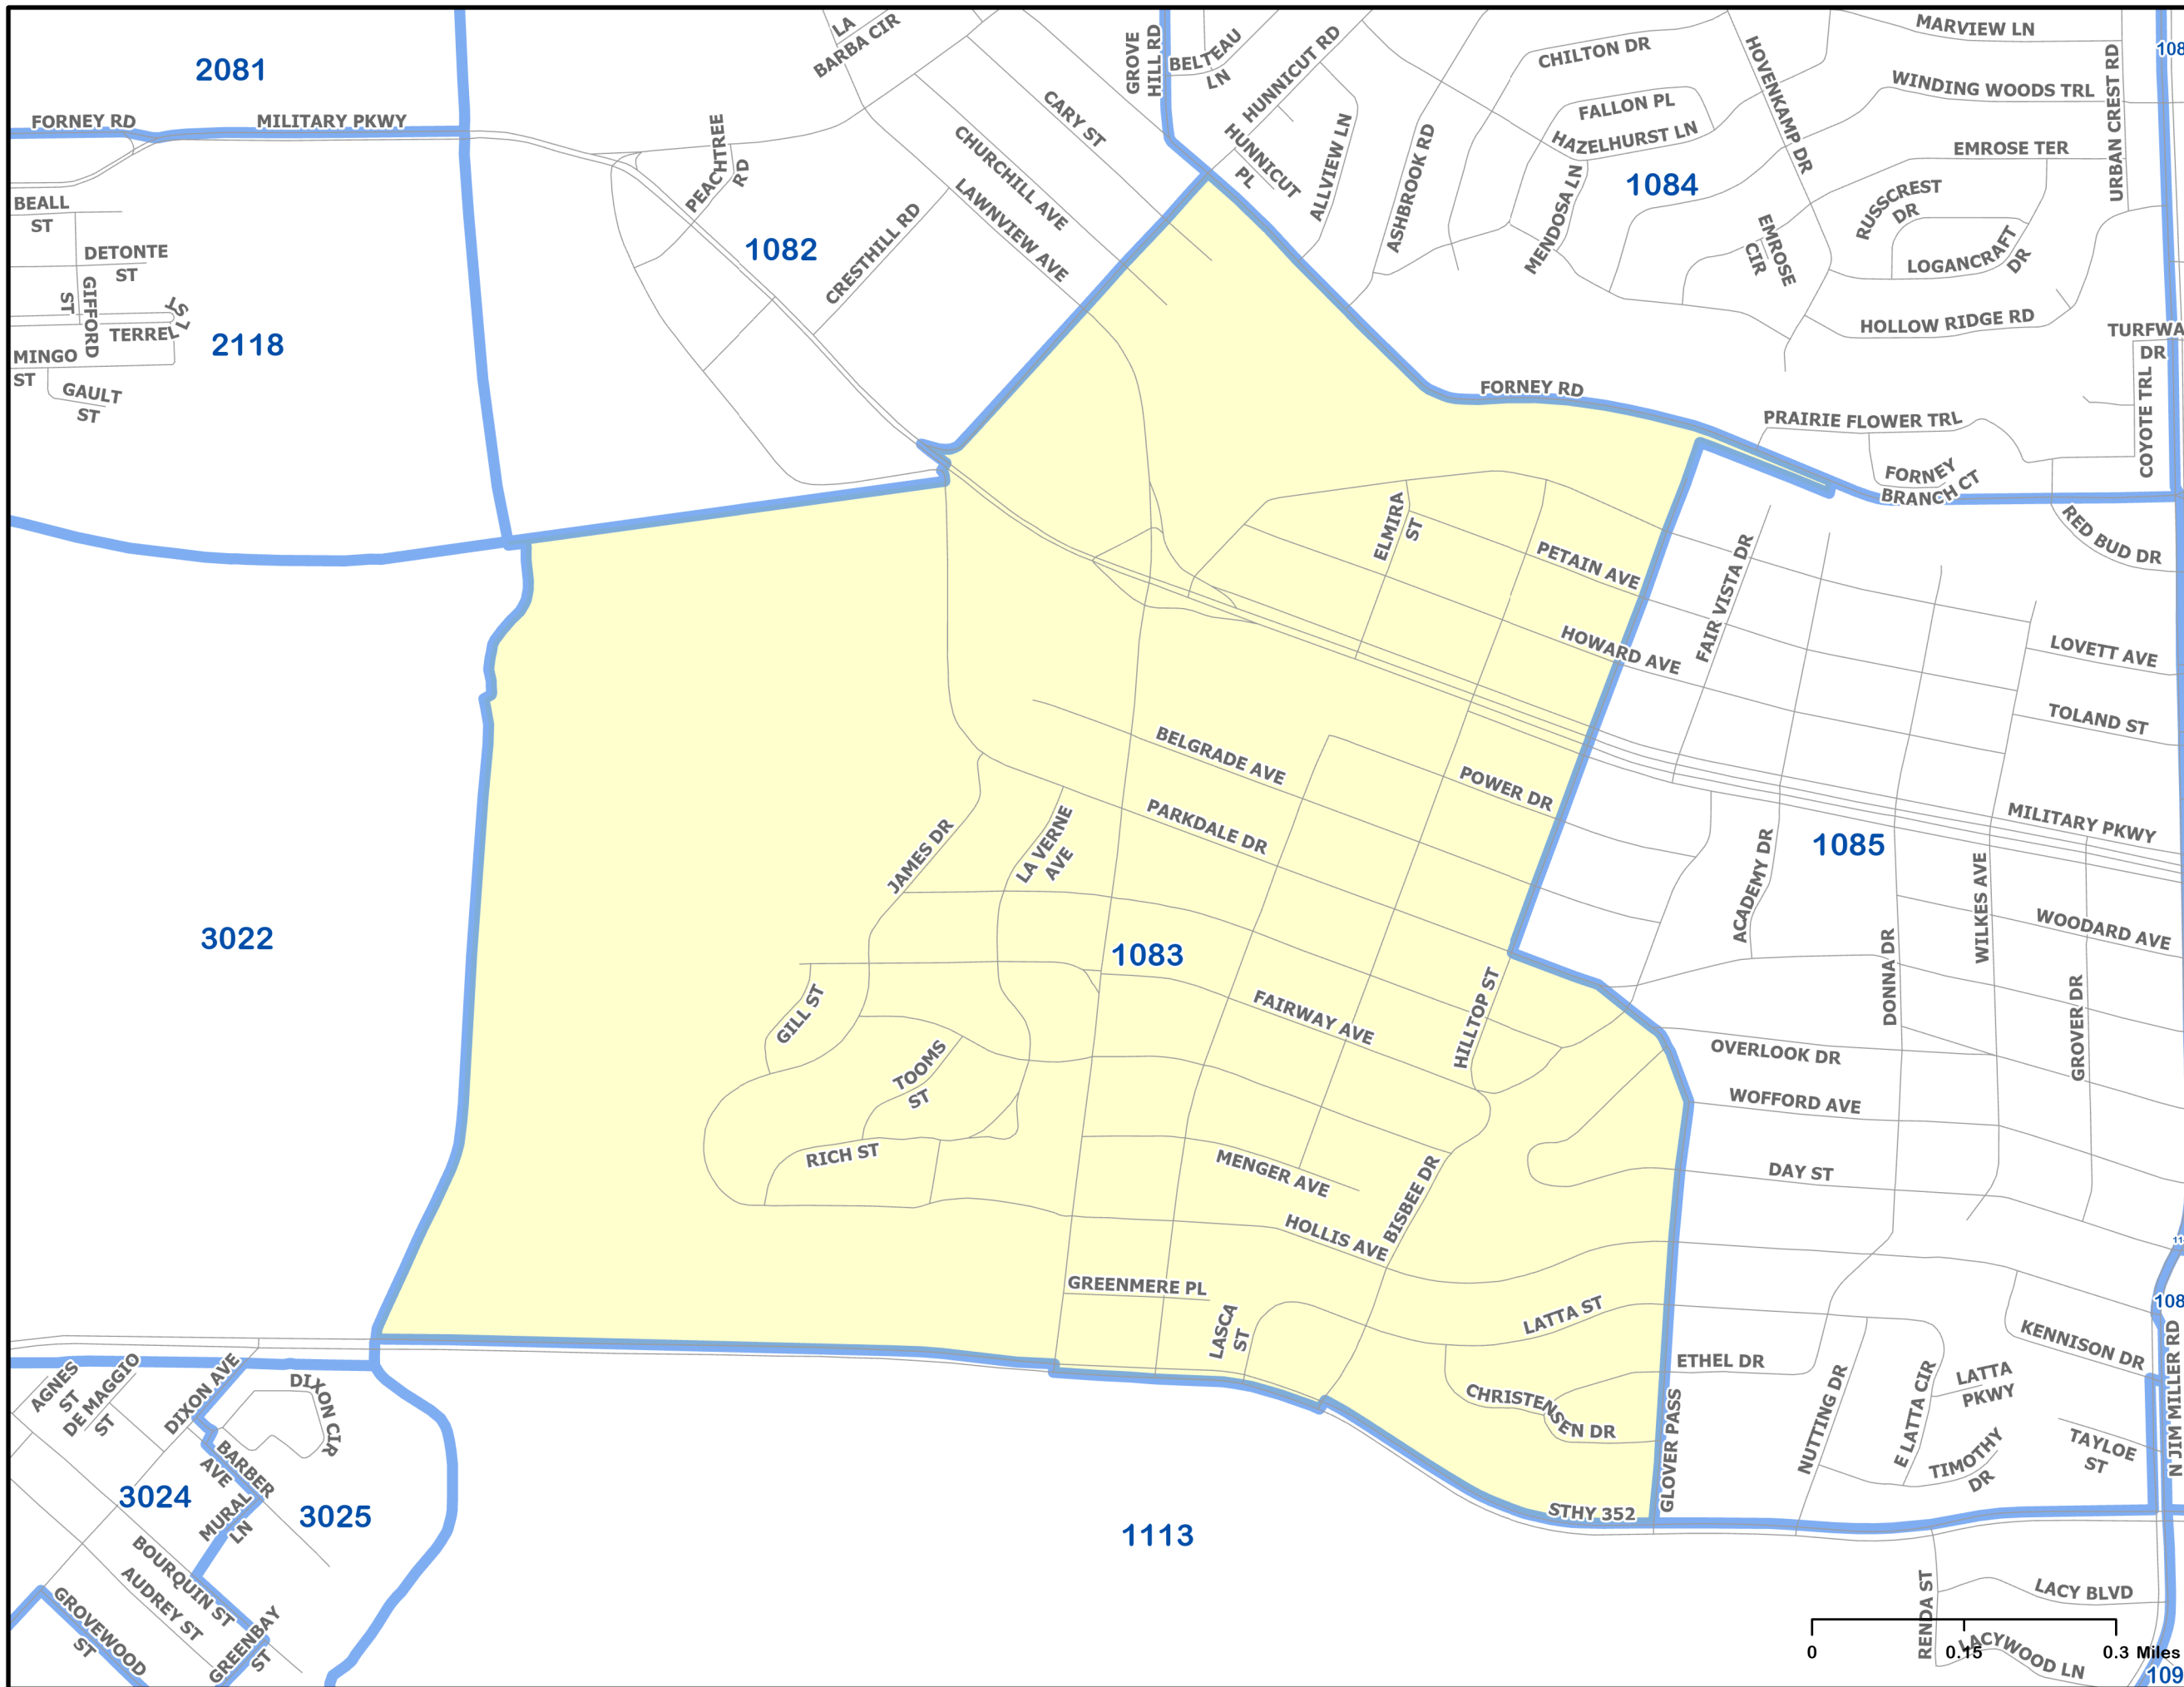 LA
BARBA CIR
GROVE
HILL RD
BELTEAU
LN
HUNNICUT RD
CHILTON DR
HOVENKAMP DR
MARVIEW LN
108
2081
FORNEY RD
MILITARY PKWY
CARY ST
CHURCHILL AVE
LAWNVIEW AVE
PEACHTREE
RD
HUNNICUT
PL
ALLVIEW LN
ASHBROOK RD
FALLON PL
HAZELHURST LN
MENDOSA LN
WINDING WOODS TRL
URBAN CREST RD
EMROSE TER
1084
RUSSCREST
DR
EMROSE
CIR
LOGANCRAFT
DR
HOLLOW RIDGE RD
TURFWA
DR
COYOTE TRL
BEALL
ST
DETONTE
ST
GIFFORD
ST
TERRELL ST
MINGO
ST
GAULT
ST
2118
1082
CRESTHILL RD
FORNEY RD
PRAIRIE FLOWER TRL
FORNEY
BRANCH CT
RED BUD DR
ELMIRA
ST
PETAIN AVE
HOWARD AVE
FAIR VISTA DR
LOVETT AVE
TOLAND ST
BELGRADE AVE
POWER DR
PARKDALE DR
MILITARY PKWY
1085
JAMES DR
LA VERNE
AVE
ACADEMY DR
WILKES AVE
WOODARD AVE
3022
1083
DONNA DR
GROVER DR
GILL ST
FAIRWAY AVE
HILLTOP ST
OVERLOOK DR
TOOMS
ST
WOFFORD AVE
RICH ST
MENGER AVE
BISBEE DR
DAY ST
HOLLIS AVE
11
GREENMERE PL
LASCA
ST
LATTA ST
108
KENNISON DR
N JIM MILLER RD
ETHEL DR
CHRISTENSEN DR
GLOVER PASS
NUTTING DR
E LATTA CIR
LATTA
PKWY
TIMOTHY
DR
TAYLOE
ST
AGNES
ST
DE MAGGIO
ST
DIXON AVE
DIXON CIR
BARBER
AVE
3024
MURAL
LN
3025
STHY 352
1113
BOURQUIN ST
AUDREY ST
GROVEWOOD
ST
GREENBAY
ST
RENDA ST
LACY BLVD
LACYWOOD LN
0 0.15 0.3 Miles
109